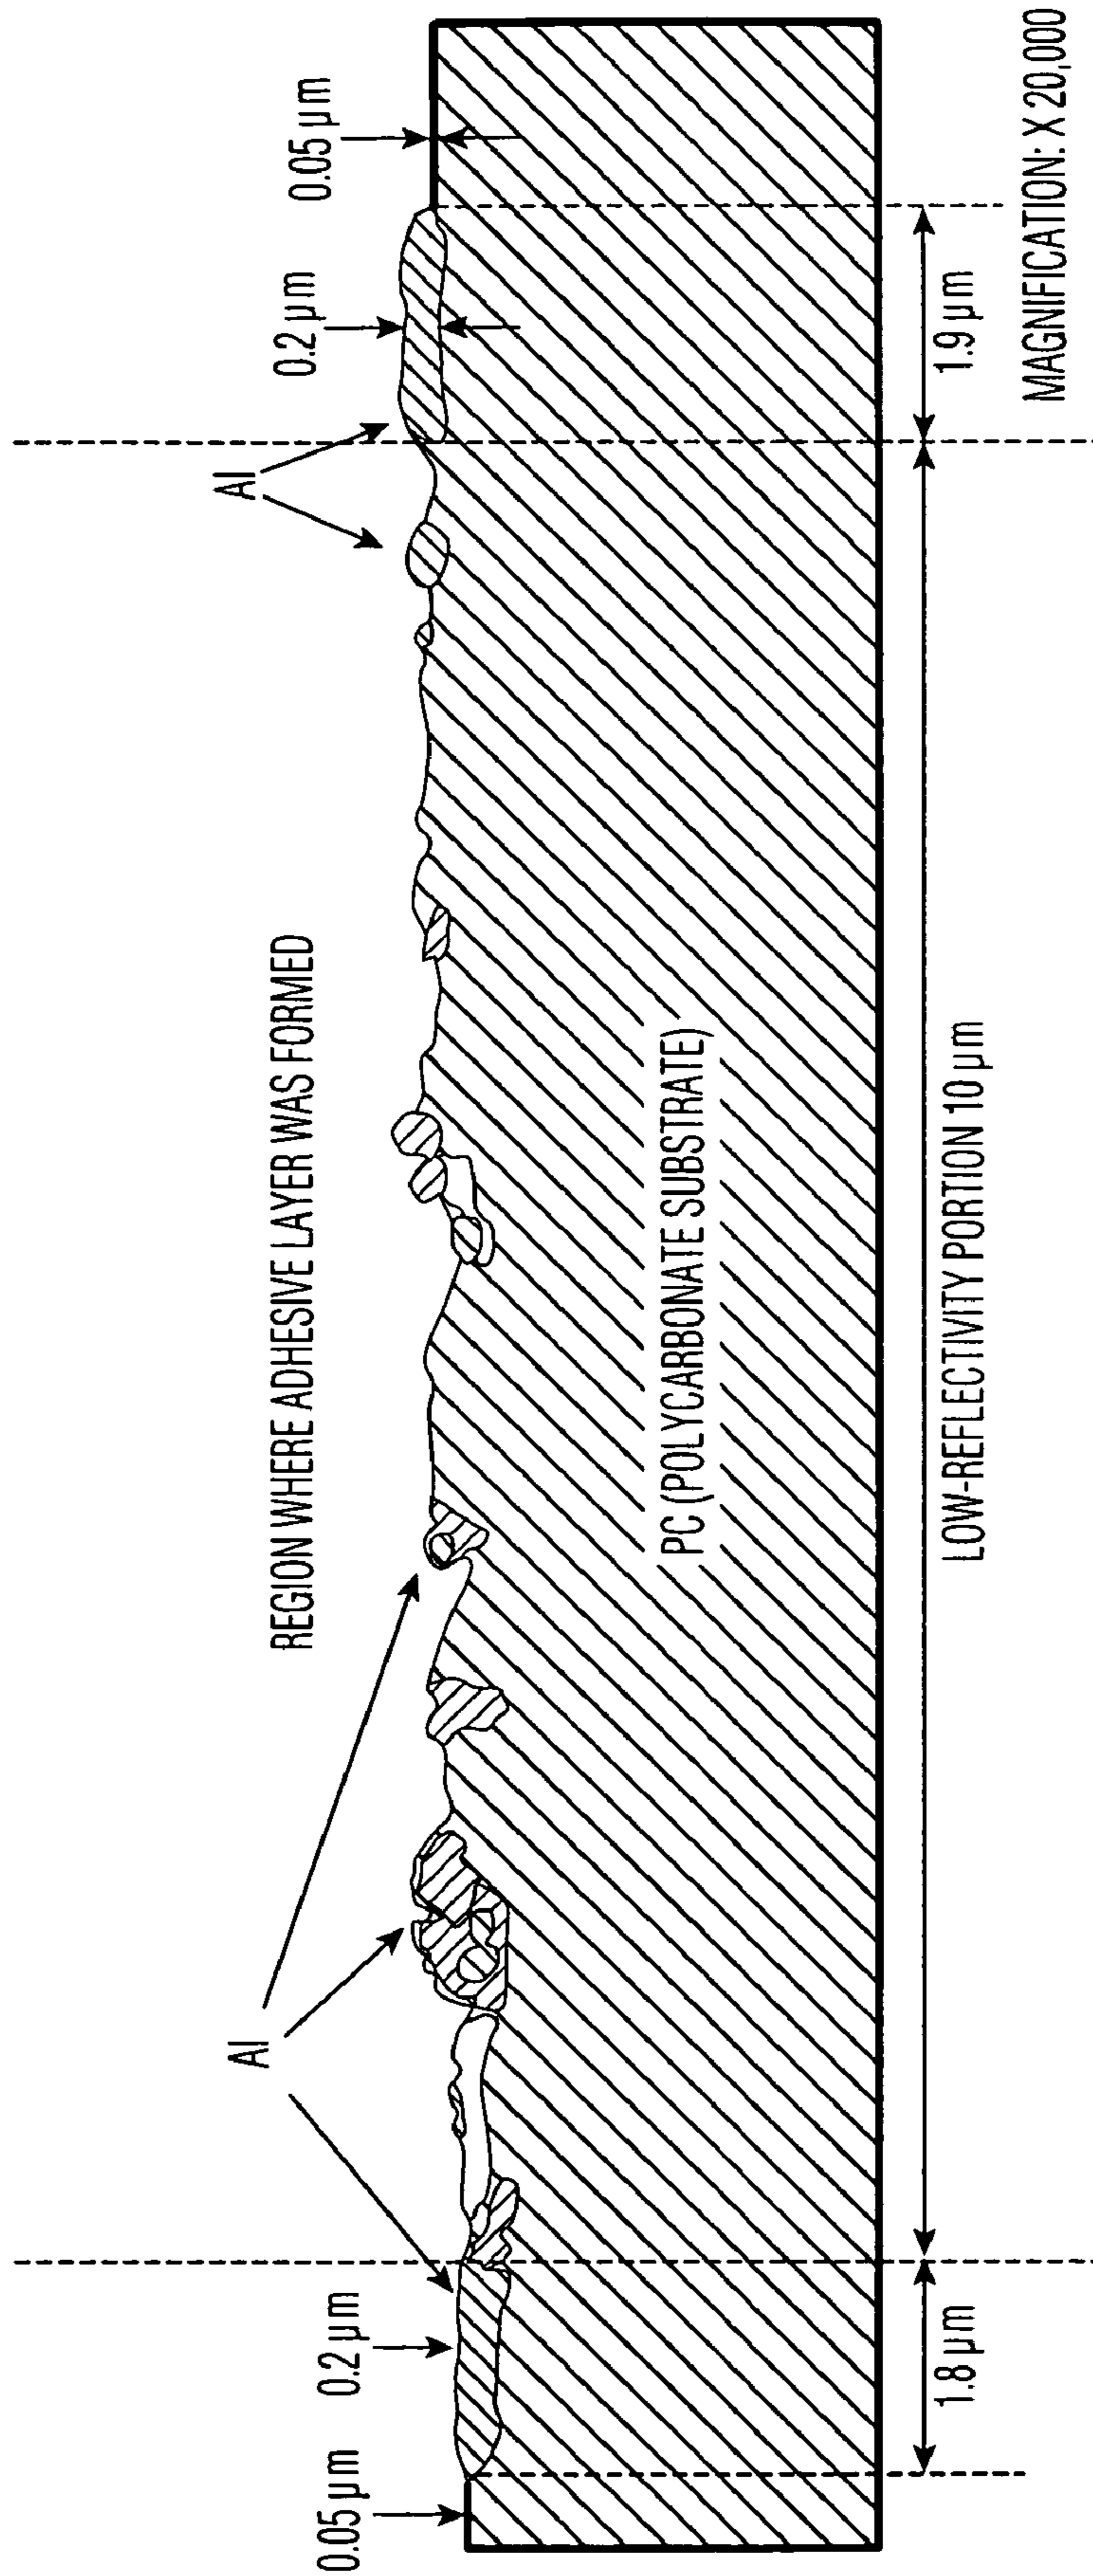 Al
Al
0.05 µm
0.2 µm
REGION WHERE ADHESIVE LAYER WAS FORMED
0.2 µm
0.05 µm
PC (POLYCARBONATE SUBSTRATE)
1.8 µm
LOW-REFLECTIVITY PORTION 10 µm
1.9 µm
MAGNIFICATION: X 20,000